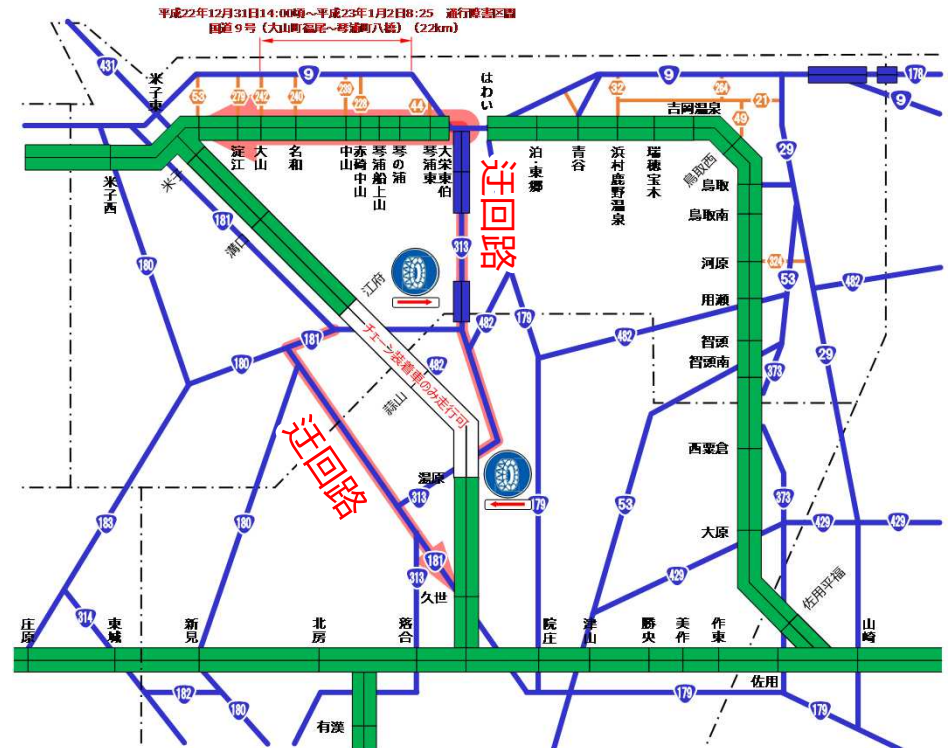 平成22年12月31日14:00頃～平成23年1月2日8:25　通行障害区間
国道９号（大山町福尾～琴浦町八橋）（22km）
431
米子東
9
はわい
9
178
9
53
279
242
240
239
228
44
32
264
21
49
吉岡温泉
29
米子西
米子
淀江
大山
名和
中山
赤碕中山
琴浦船上山
琴の浦
琴浦東
大栄東伯
泊・東郷
青谷
浜村鹿野温泉
瑞穂宝木
鳥取西
鳥取
鳥取南
181
溝口
迂回路
313
180
江府
河原
324
53
482
用瀬
482
179
482
智頭
智頭南
29
373
181
180
482
チェーン装着車のみ走行可
蒜山
迂回路
西粟倉
湯原
313
183
180
179
53
373
大原
429
429
181
313
429
久世
佐用平福
314
庄原
東城
新見
北房
落合
院庄
津山
勝央
美作
作東
山崎
佐用
182
180
有漢
179
179